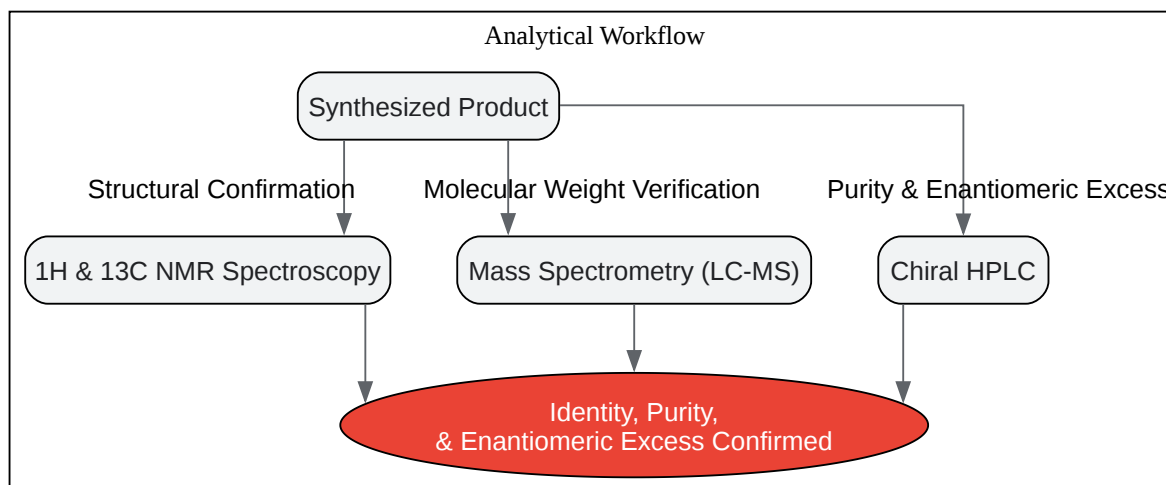 Analytical Workflow
Synthesized Product
Structural Confirmation
Molecular Weight Verification
Purity & Enantiomeric Excess
1H & 13C NMR Spectroscopy
Mass Spectrometry (LC-MS)
Chiral HPLC
Identity, Purity,
& Enantiomeric Excess Confirmed